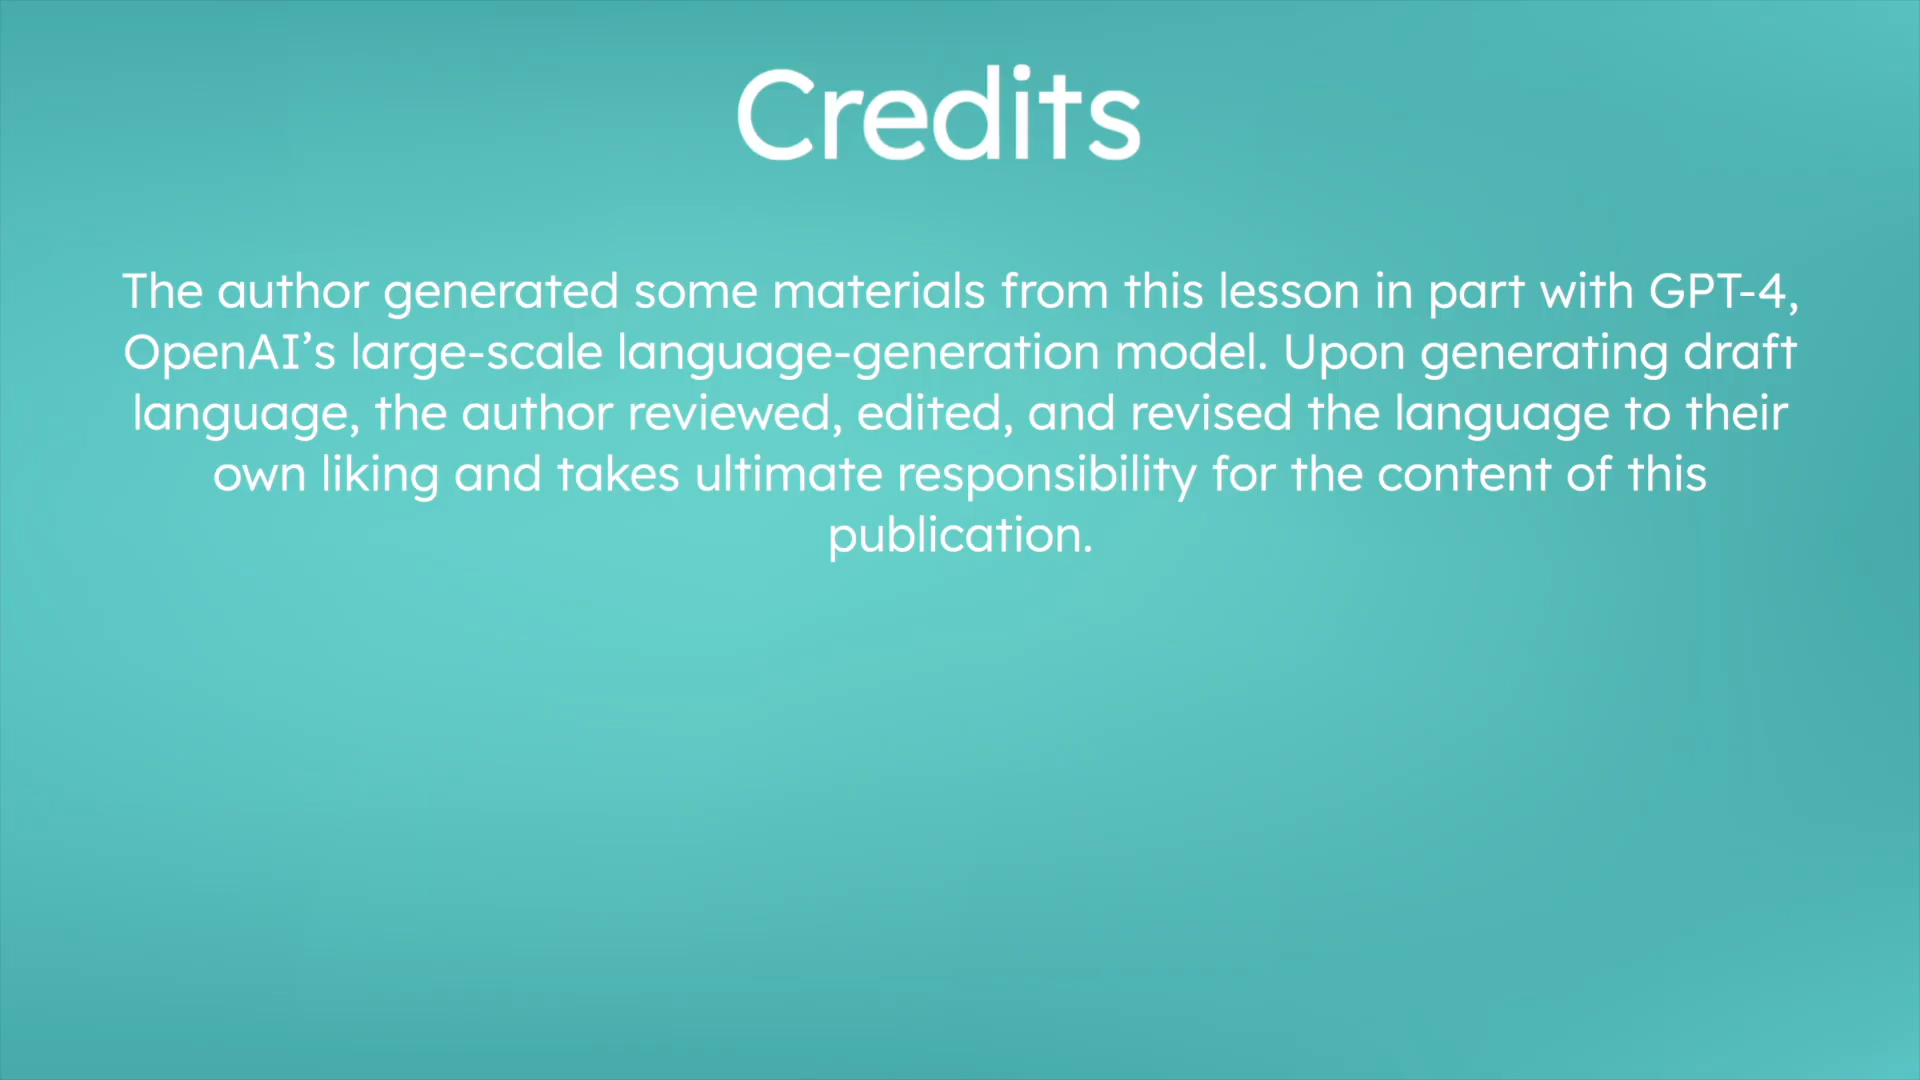 Credits
The author generated some materials from this lesson in part with GPT-4,
OpenAI’s large-scale language-generation model. Upon generating draft
language, the author reviewed, edited, and revised the language to their
own liking and takes ultimate responsibility for the content of this
publication.